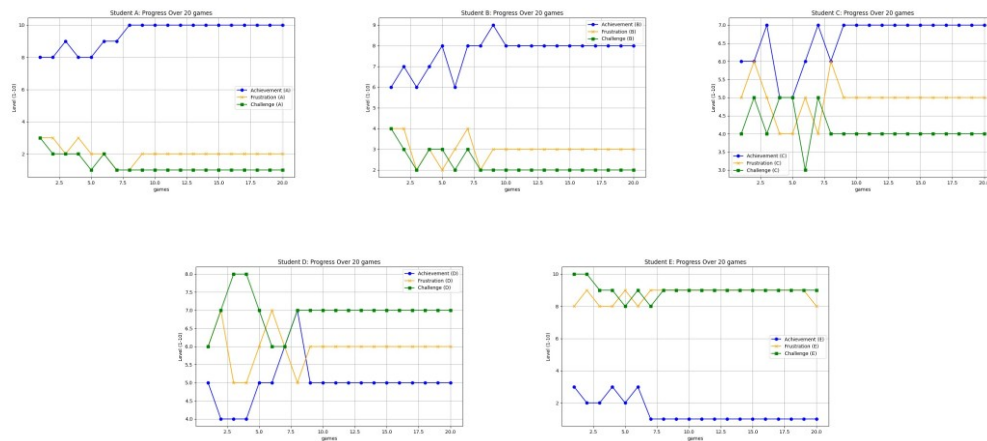 Student A: Progress Over 20 games
Level (1-10)
10
8
6
4
2
Achievement (A)
Frustration (A)
Challenge (A)
2.5 5.0 7.5 10.0 12.5 15.0 17.5 20.0
games
Student B: Progress Over 20 games
Level (1-10)
9
8
7
6
5
4
3
2
Achievement (B)
Frustration (B)
Challenge (B)
2.5 5.0 7.5 10.0 12.5 15.0 17.5 20.0
games
Student C: Progress Over 20 games
Level (1-10)
7.0
6.5
6.0
5.5
5.0
4.5
4.0
3.5
3.0
Achievement (C)
Frustration (C)
Challenge (C)
2.5 5.0 7.5 10.0 12.5 15.0 17.5 20.0
games
Student D: Progress Over 20 games
Level (1-10)
8.0
7.5
7.0
6.5
6.0
5.5
5.0
4.5
4.0
Achievement (D)
Frustration (D)
Challenge (D)
2.5 5.0 7.5 10.0 12.5 15.0 17.5 20.0
games
Student E: Progress Over 20 games
Level (1-10)
10
8
6
4
2
Achievement (E)
Frustration (E)
Challenge (E)
2.5 5.0 7.5 10.0 12.5 15.0 17.5 20.0
games